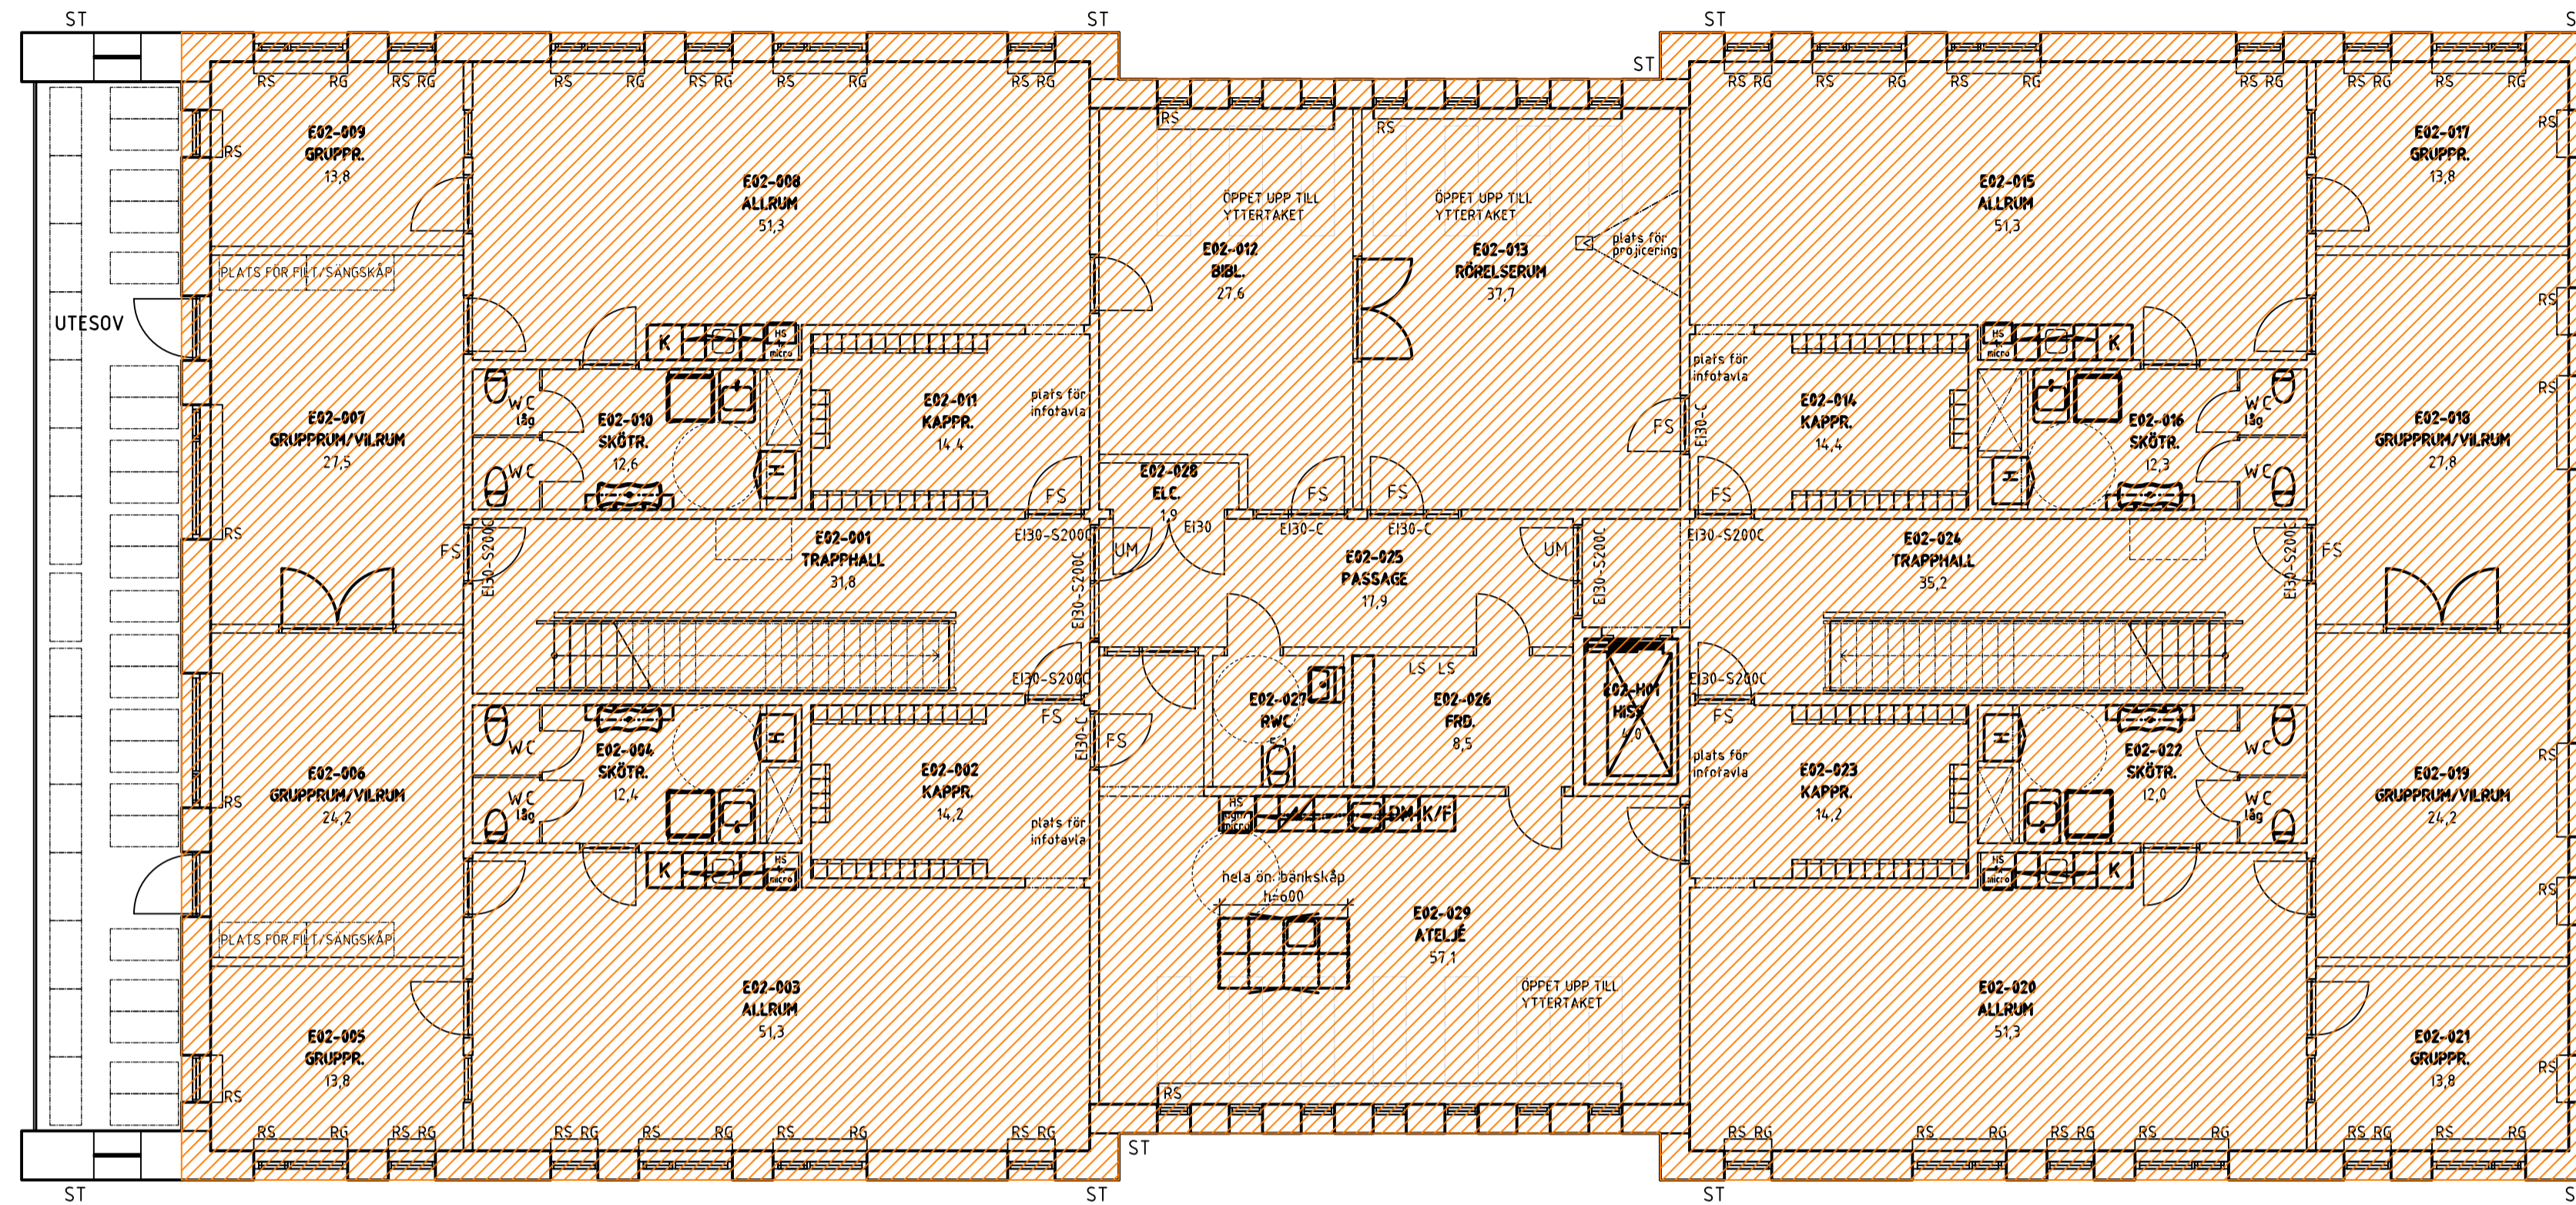 ST
ST
ST
ST
RS
RG
RS RG
RS
RG
RS RG
RS
RG
RS RG
RS RG
RS
RG
RS
RG
RS RG
RS RG
RS
RG
RS
RS
RS
RS
E02-009
GRUPPR.
13,8
E02-008
ALLRUM
51,3
ÖPPET UPP TILL
YTTERTAKET
E02-012
BIBL.
27,6
ÖPPET UPP TILL
YTTERTAKET
E02-013
RÖRELSERUM
37,7
plats för
projicering
E02-015
ALLRUM
51,3
E02-017
GRUPPR.
13,8
PLATS FÖR FILT/SÄNGSKÅP
UTESOV
RS
RS
K
HS
micro
plats för
infotavla
HS
micro
K
E02-007
GRUPPRUM/VILRUM
27,5
WC
låg
WC
E02-010
SKÖTR.
12,6
H
E02-011
KAPPR.
14,4
plats för
infotavla
E02-014
KAPPR.
14,4
H
E02-016
SKÖTR.
12,3
WC
låg
WC
E02-018
GRUPPRUM/VILRUM
27,8
FS
EI30-C
E02-028
ELC.
1,9
FS
FS
FS
FS
EI30
EI30-C
EI30-C
RS
FS
EI30-S200C
E02-001
TRAPPHALL
31,8
EI30-S200C
EI30-S200C
UM
E02-025
PASSAGE
17,9
UM
EI30-S200C
EI30-S200C
E02-024
TRAPPHALL
35,2
EI30-S200C
FS
EI30-S200C
FS
EI30-C
FS
LS LS
E02-027
RWC
5,1
E02-026
FRD.
8,5
E02-H01
HISS
4,0
EI30-S200C
FS
E02-006
GRUPPRUM/VILRUM
24,2
RS
WC
WC
låg
E02-004
SKÖTR.
12,4
H
E02-002
KAPPR.
14,2
plats för
infotavla
plats för
infotavla
E02-023
KAPPR.
14,2
H
E02-022
SKÖTR.
12,0
WC
WC
låg
E02-019
GRUPPRUM/VILRUM
24,2
RS
RS
K
HS
micro
HS
micro
DM K/F
HS
micro
K
hela ön: bänkskåp
h=600
E02-029
ATELJÉ
57,1
PLATS FÖR FILT/SÄNGSKÅP
E02-003
ALLRUM
51,3
ÖPPET UPP TILL
YTTERTAKET
E02-020
ALLRUM
51,3
E02-005
GRUPPR.
13,8
E02-021
GRUPPR.
13,8
RS
RS
RS
RS
RG
RS RG
RS RG
RS
RG
RS
RG
RS RG
ST
RS RG
RS
RG
RS RG
RS
RG
RS RG
RS
RG
ST
ST
ST